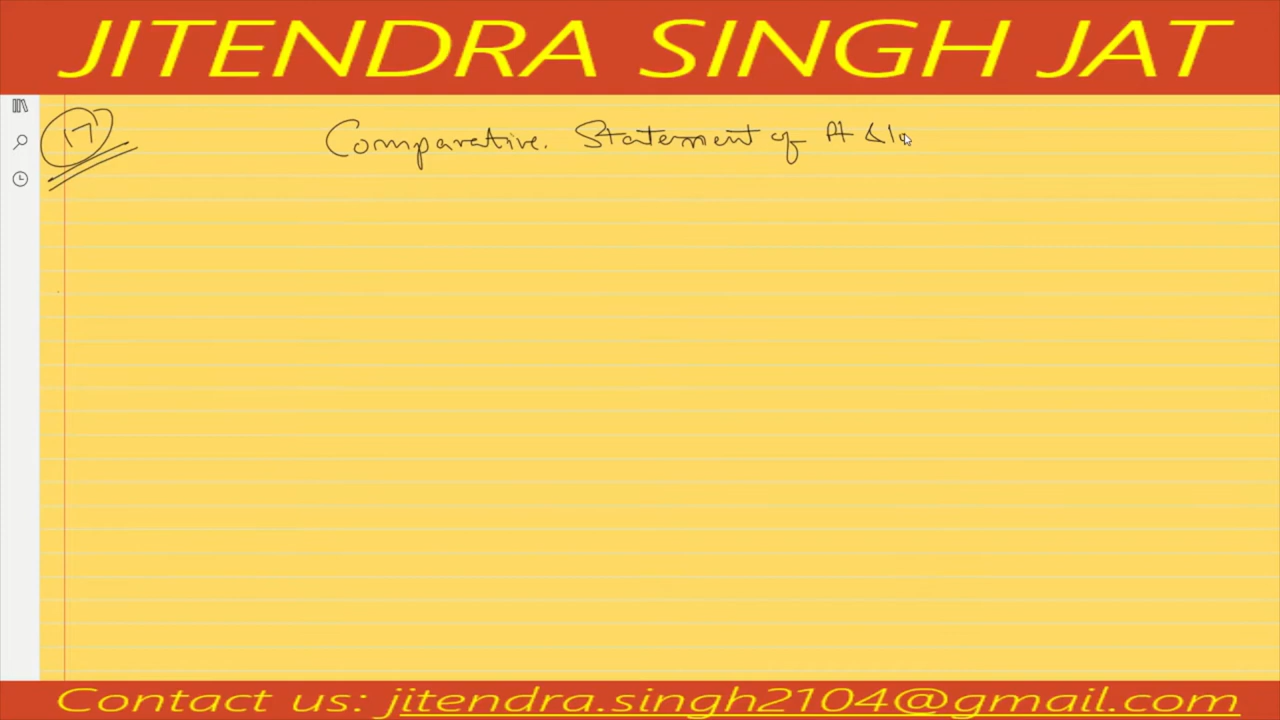 JITENDRA SINGH JAT
17
Comparative. Statement of
Contact us: jitendra.singh2104@gmail.com